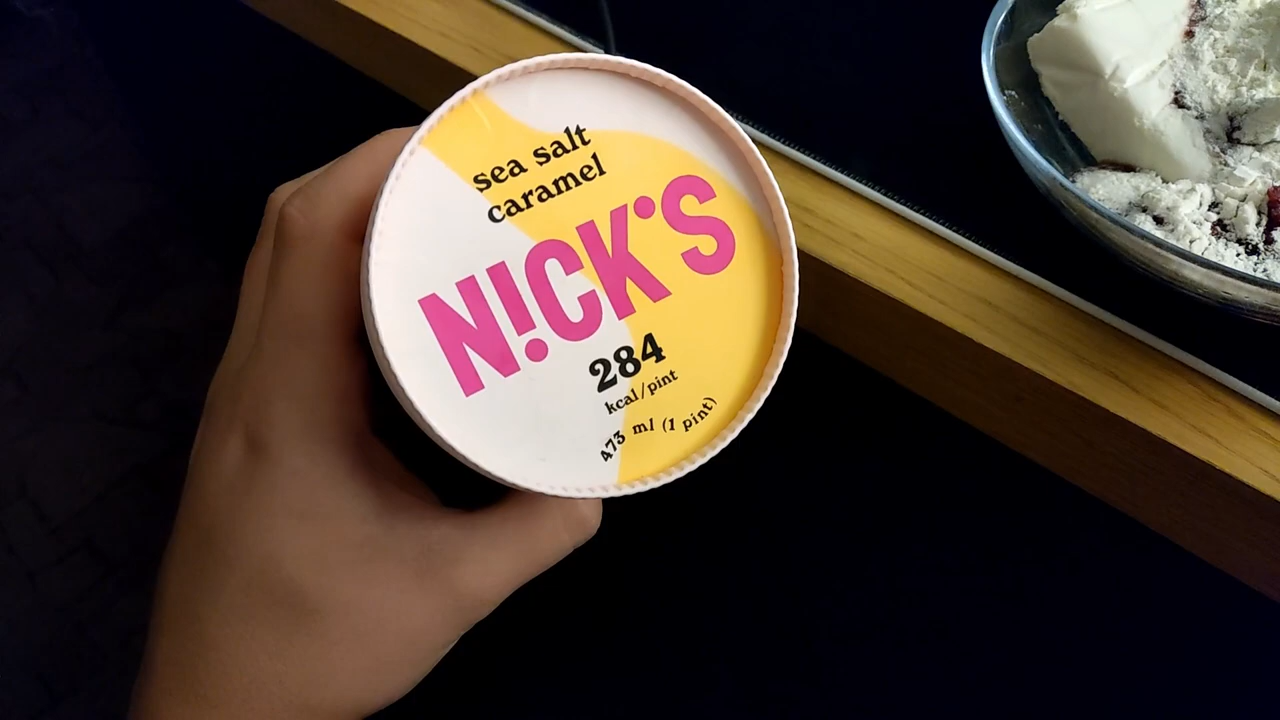 sea salt
caramel
N!CK'S
284
kcal/pint
473 ml (1 pint)